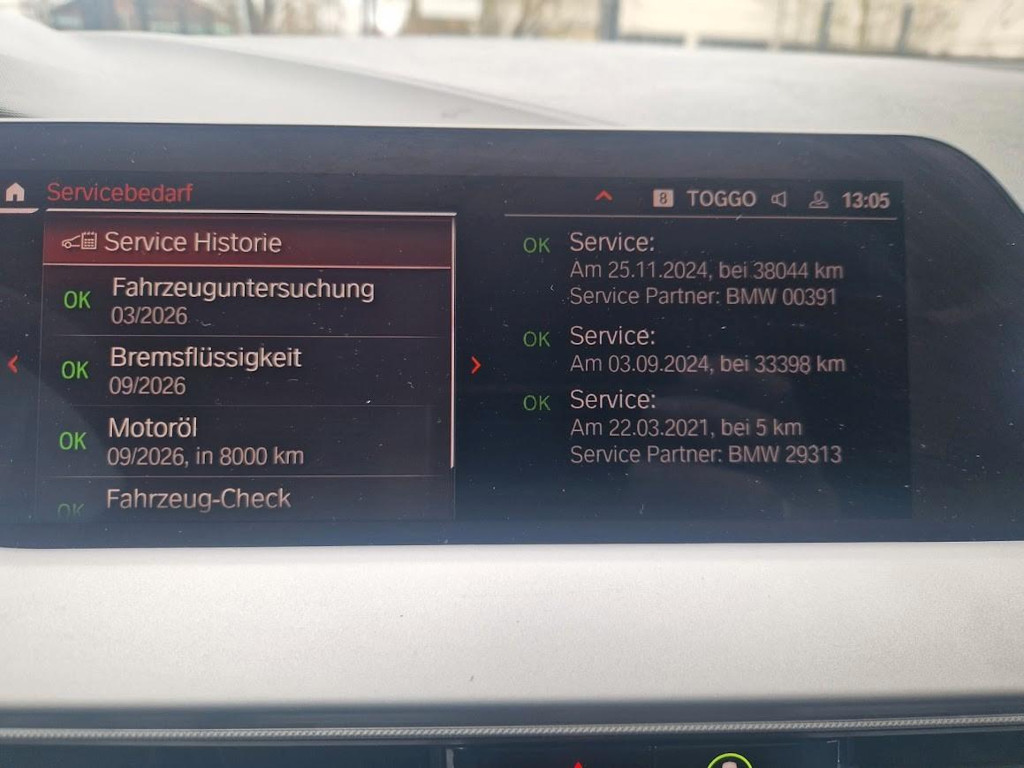 Servicebedarf
8 TOGGO 13:05
Service Historie
OK Fahrzeuguntersuchung
03/2026
OK Bremsflüssigkeit
09/2026
OK Motoröl
09/2026, in 8000 km
OK Fahrzeug-Check
OK Service:
Am 25.11.2024, bei 38044 km
Service Partner: BMW 00391
OK Service:
Am 03.09.2024, bei 33398 km
OK Service:
Am 22.03.2021, bei 5 km
Service Partner: BMW 29313